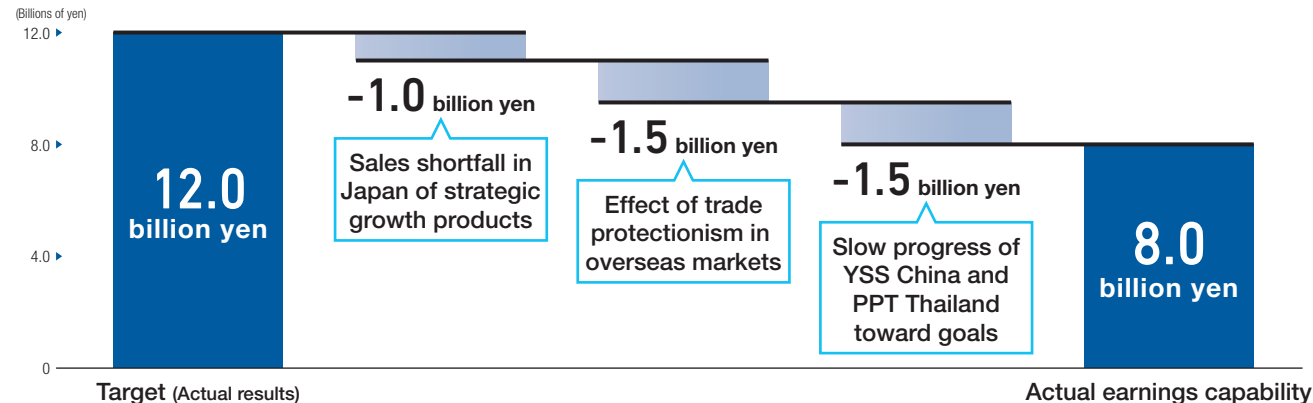 (Billions of yen)
12.0
8.0
4.0
0
12.0
billion yen
-1.0 billion yen
Sales shortfall in
Japan of strategic
growth products
-1.5 billion yen
Effect of trade
protectionism in
overseas markets
-1.5 billion yen
Slow progress of
YSS China and
PPT Thailand
toward goals
8.0
billion yen
Target (Actual results)
Actual earnings capability